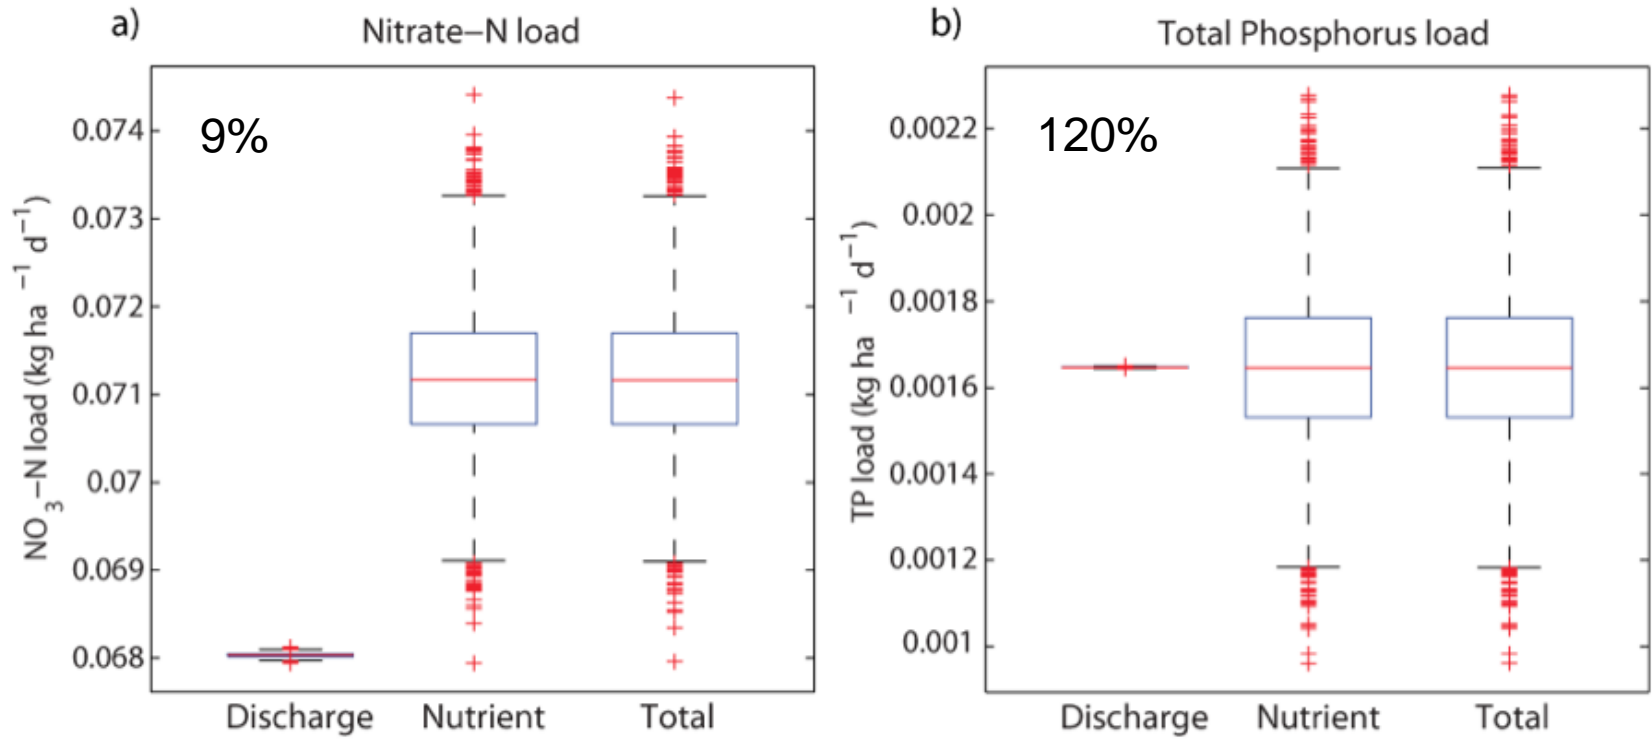 a)
Nitrate–N load
9%
NO3–N load (kg ha–1 d–1)
0.074
0.073
0.072
0.071
0.07
0.069
0.068
Discharge Nutrient Total
b)
Total Phosphorus load
120%
TP load (kg ha–1 d–1)
0.0022
0.002
0.0018
0.0016
0.0014
0.0012
0.001
Discharge Nutrient Total